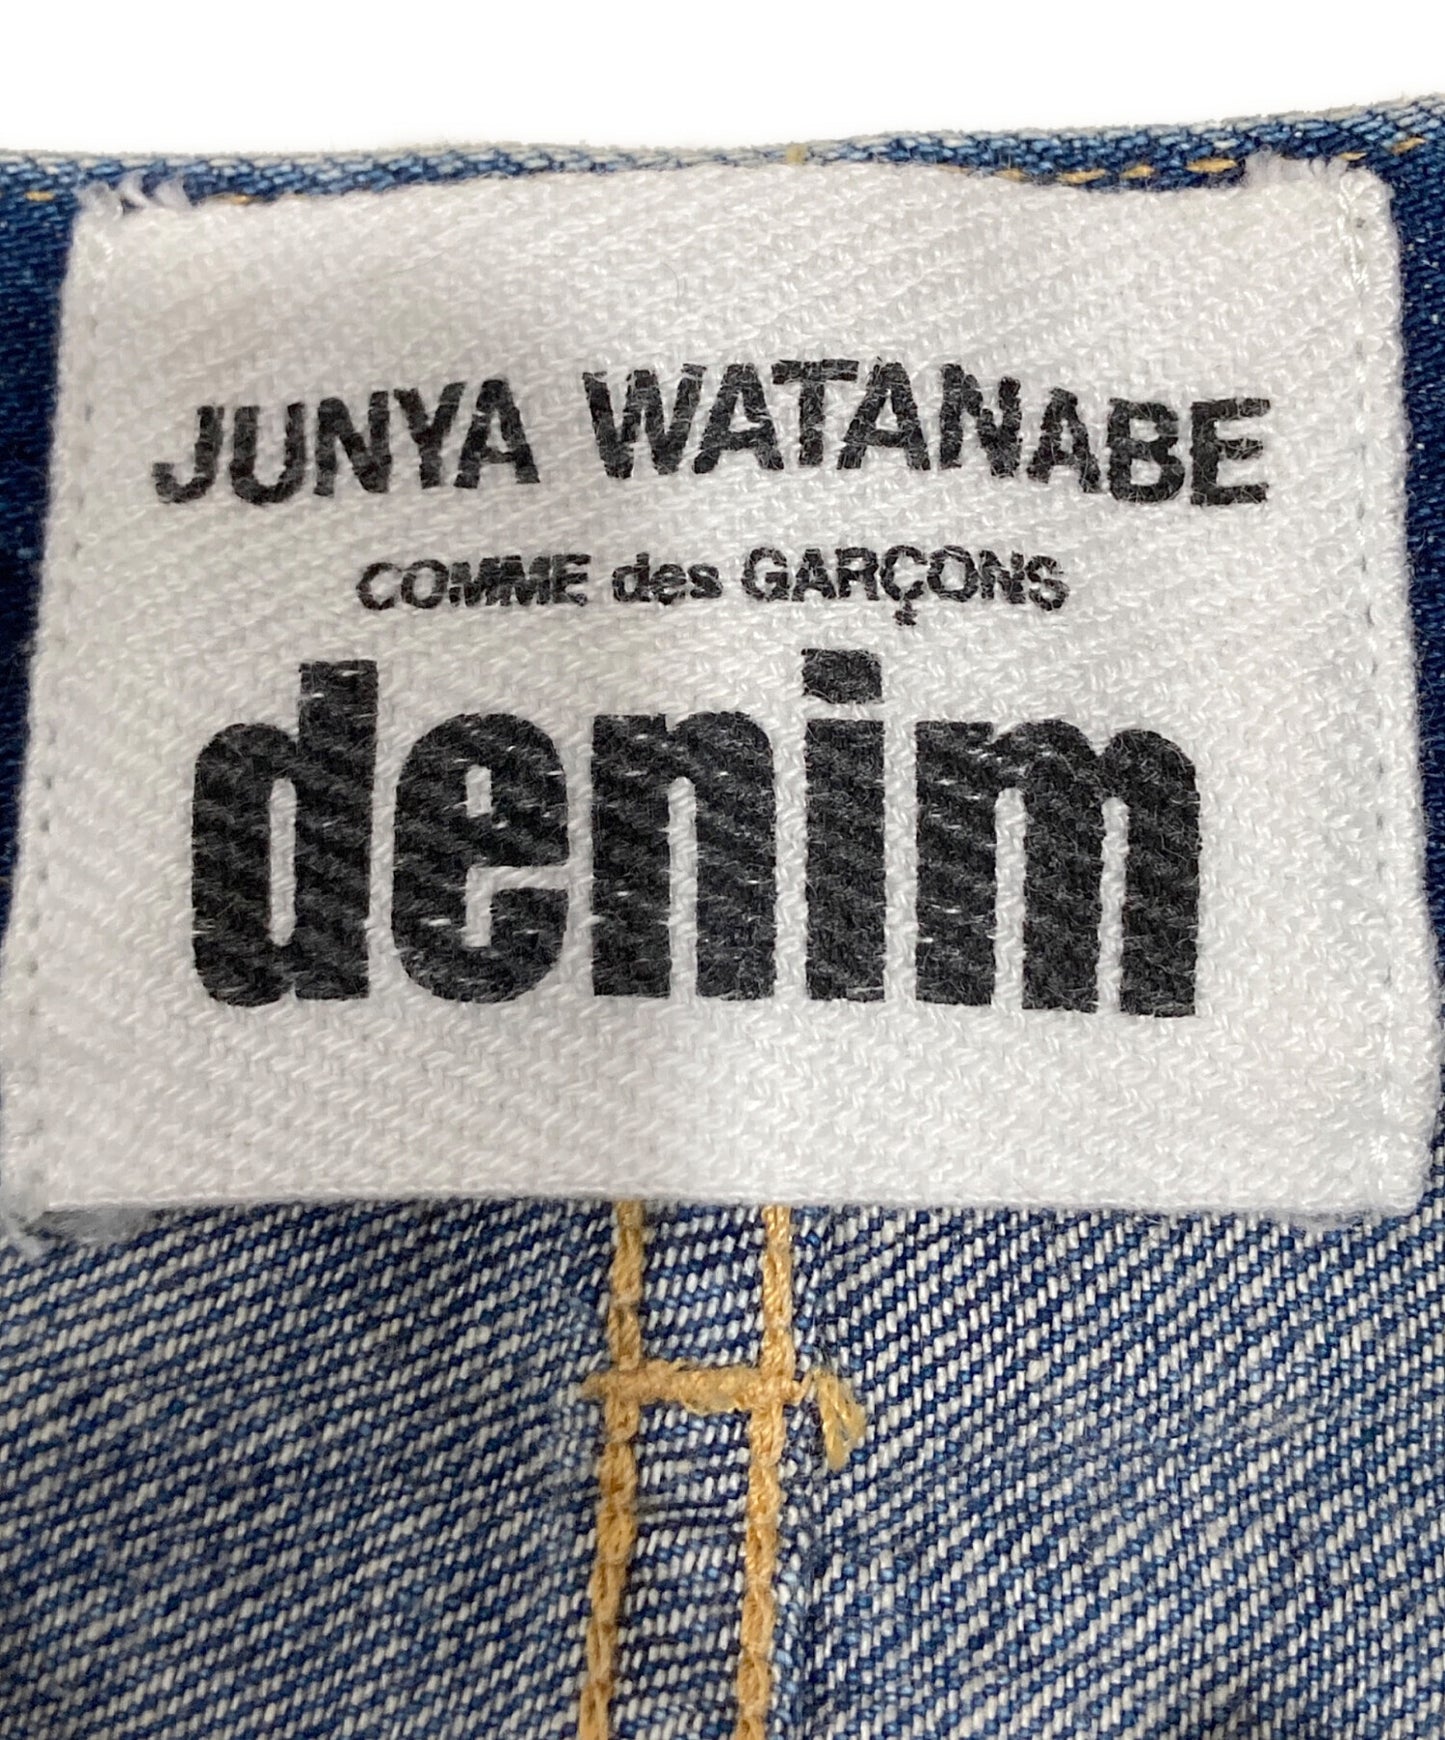 JUNYA WATANABE
COMME des GARÇONS
denim